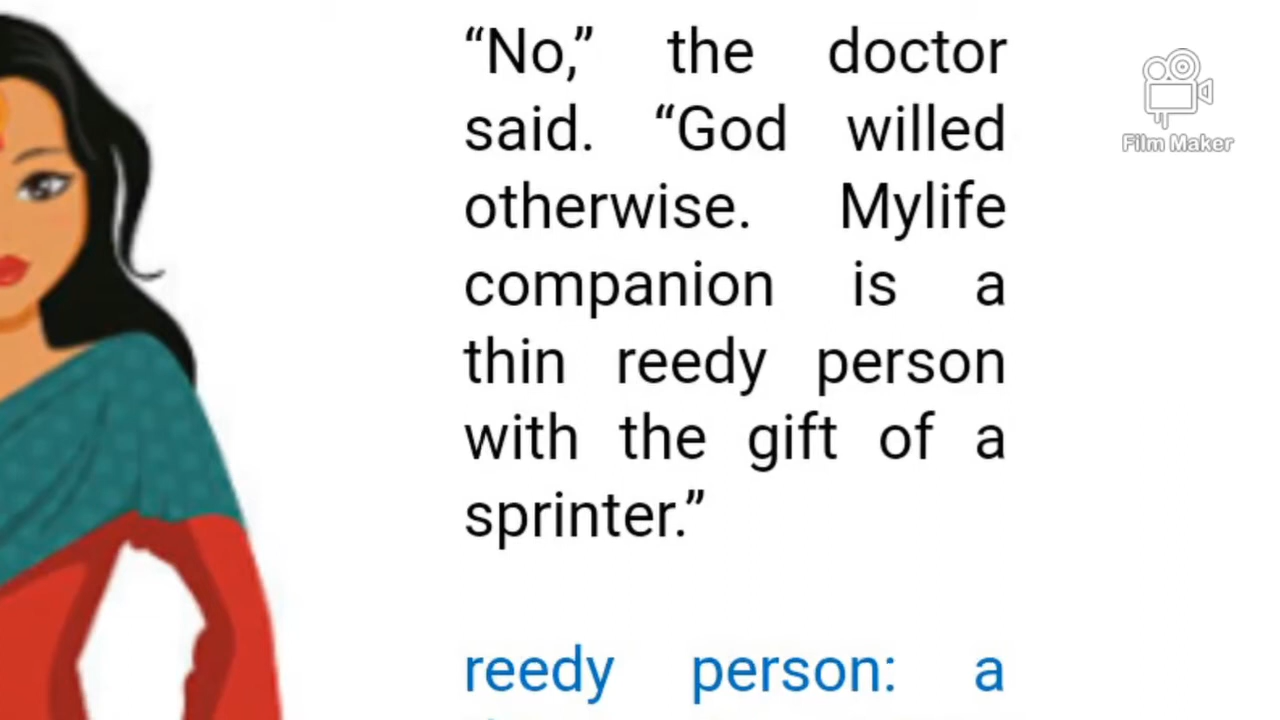 “No,” the doctor
said. “God willed
otherwise. Mylife
companion is a
thin reedy person
with the gift of a
sprinter.”
reedy person: a
Film Maker